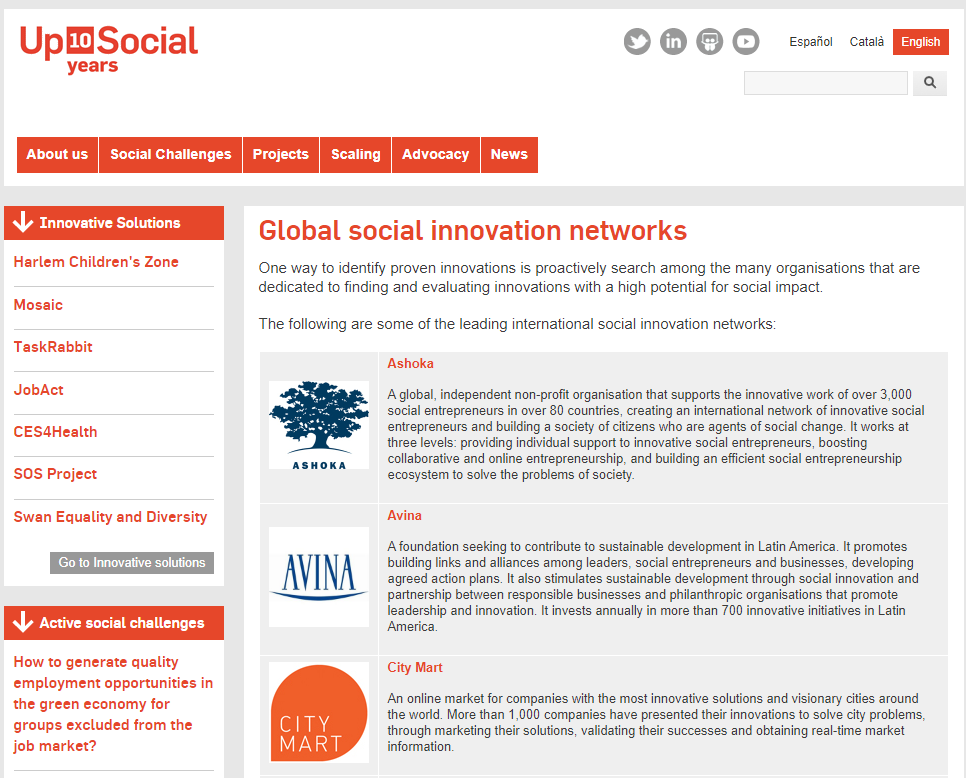 Up 10 Social
years
Español Català English
About us Social Challenges Projects Scaling Advocacy News
Innovative Solutions
Harlem Children's Zone
Mosaic
TaskRabbit
JobAct
CES4Health
SOS Project
Swan Equality and Diversity
Go to Innovative solutions
Active social challenges
How to generate quality
employment opportunities in
the green economy for
groups excluded from the
job market?
Global social innovation networks
One way to identify proven innovations is proactively search among the many organisations that are
dedicated to finding and evaluating innovations with a high potential for social impact.
The following are some of the leading international social innovation networks:
ASHOKA
Ashoka
A global, independent non-profit organisation that supports the innovative work of over 3,000
social entrepreneurs in over 80 countries, creating an international network of innovative social
entrepreneurs and building a society of citizens who are agents of social change. It works at
three levels: providing individual support to innovative social entrepreneurs, boosting
collaborative and online entrepreneurship, and building an efficient social entrepreneurship
ecosystem to solve the problems of society.
AVINA
Avina
A foundation seeking to contribute to sustainable development in Latin America. It promotes
building links and alliances among leaders, social entrepreneurs and businesses, developing
agreed action plans. It also stimulates sustainable development through social innovation and
partnership between responsible businesses and philanthropic organisations that promote
leadership and innovation. It invests annually in more than 700 innovative initiatives in Latin
America.
CITY
MART
City Mart
An online market for companies with the most innovative solutions and visionary cities around
the world. More than 1,000 companies have presented their innovations to solve city problems,
through marketing their solutions, validating their successes and obtaining real-time market
information.